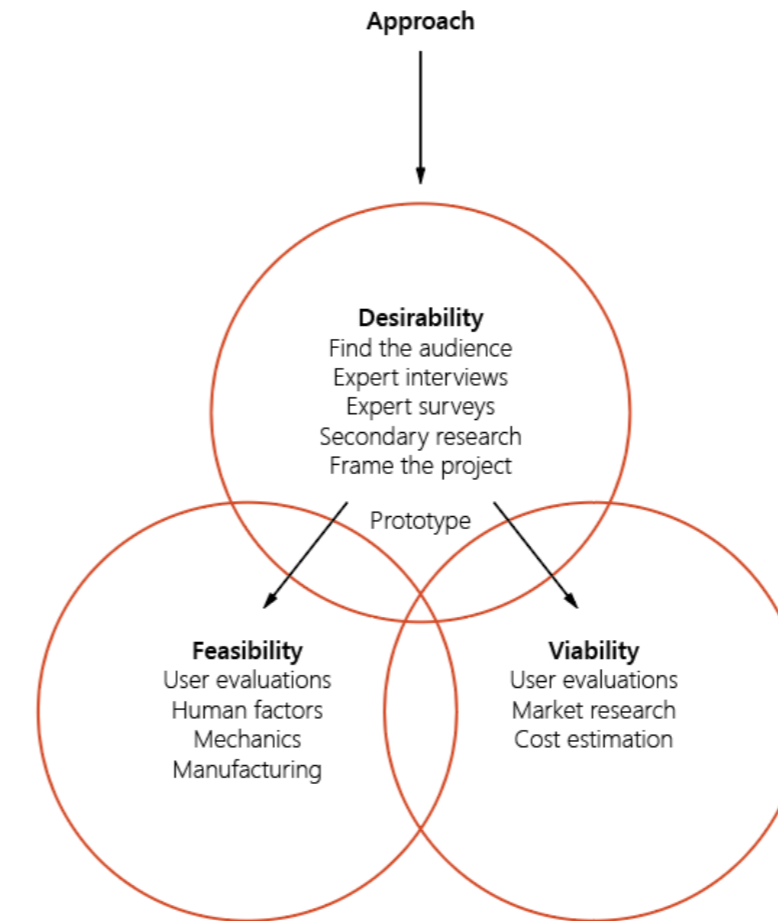 Approach
Desirability
Find the audience
Expert interviews
Expert surveys
Secondary research
Frame the project
Prototype
Feasibility
User evaluations
Human factors
Mechanics
Manufacturing
Viability
User evaluations
Market research
Cost estimation